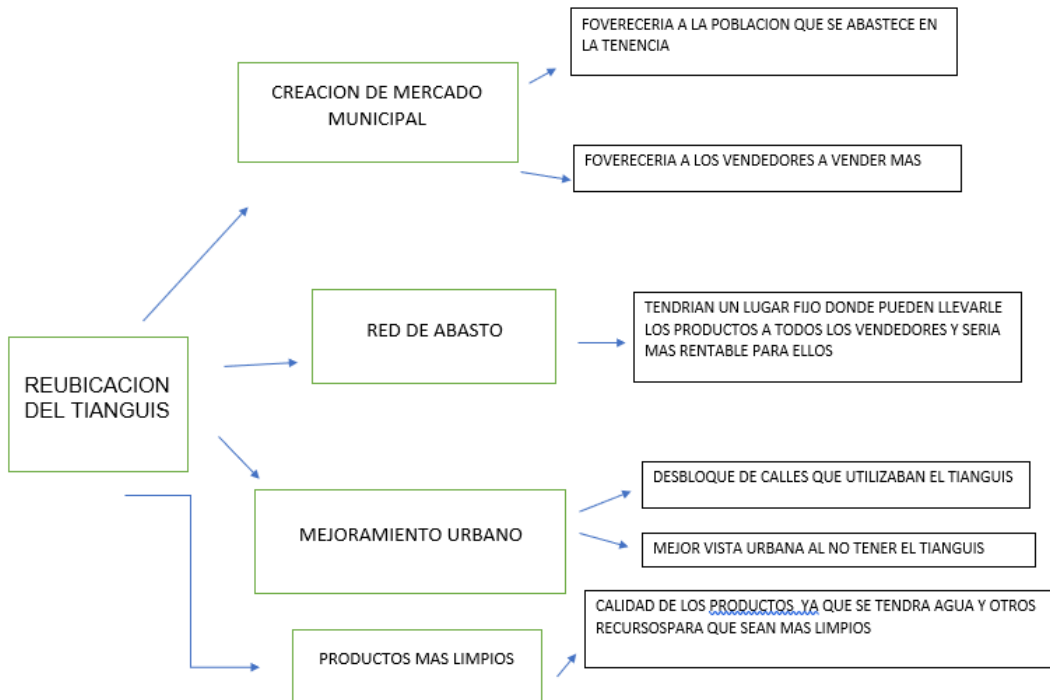 FOVERECERIA A LA POBLACION QUE SE ABASTECE EN
LA TENENCIA
CREACION DE MERCADO
MUNICIPAL
FOVERECERIA A LOS VENDEDORES A VENDER MAS
TENDRIAN UN LUGAR FIJO DONDE PUEDEN LLEVARLE
LOS PRODUCTOS A TODOS LOS VENDEDORES Y SERIA
MAS RENTABLE PARA ELLOS
RED DE ABASTO
REUBICACION
DEL TIANGUIS
DESBLOQUE DE CALLES QUE UTILIZABAN EL TIANGUIS
MEJORAMIENTO URBANO
MEJOR VISTA URBANA AL NO TENER EL TIANGUIS
CALIDAD DE LOS PRODUCTOS YA QUE SE TENDRA AGUA Y OTROS
RECURSOSPARA QUE SEAN MAS LIMPIOS
PRODUCTOS MAS LIMPIOS